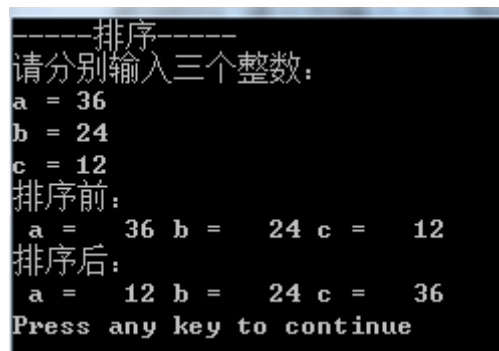 -----排序-----
请分别输入三个整数：
a = 36
b = 24
c = 12
排序前：
a =   36 b =   24 c =   12
排序后：
a =   12 b =   24 c =   36
Press any key to continue